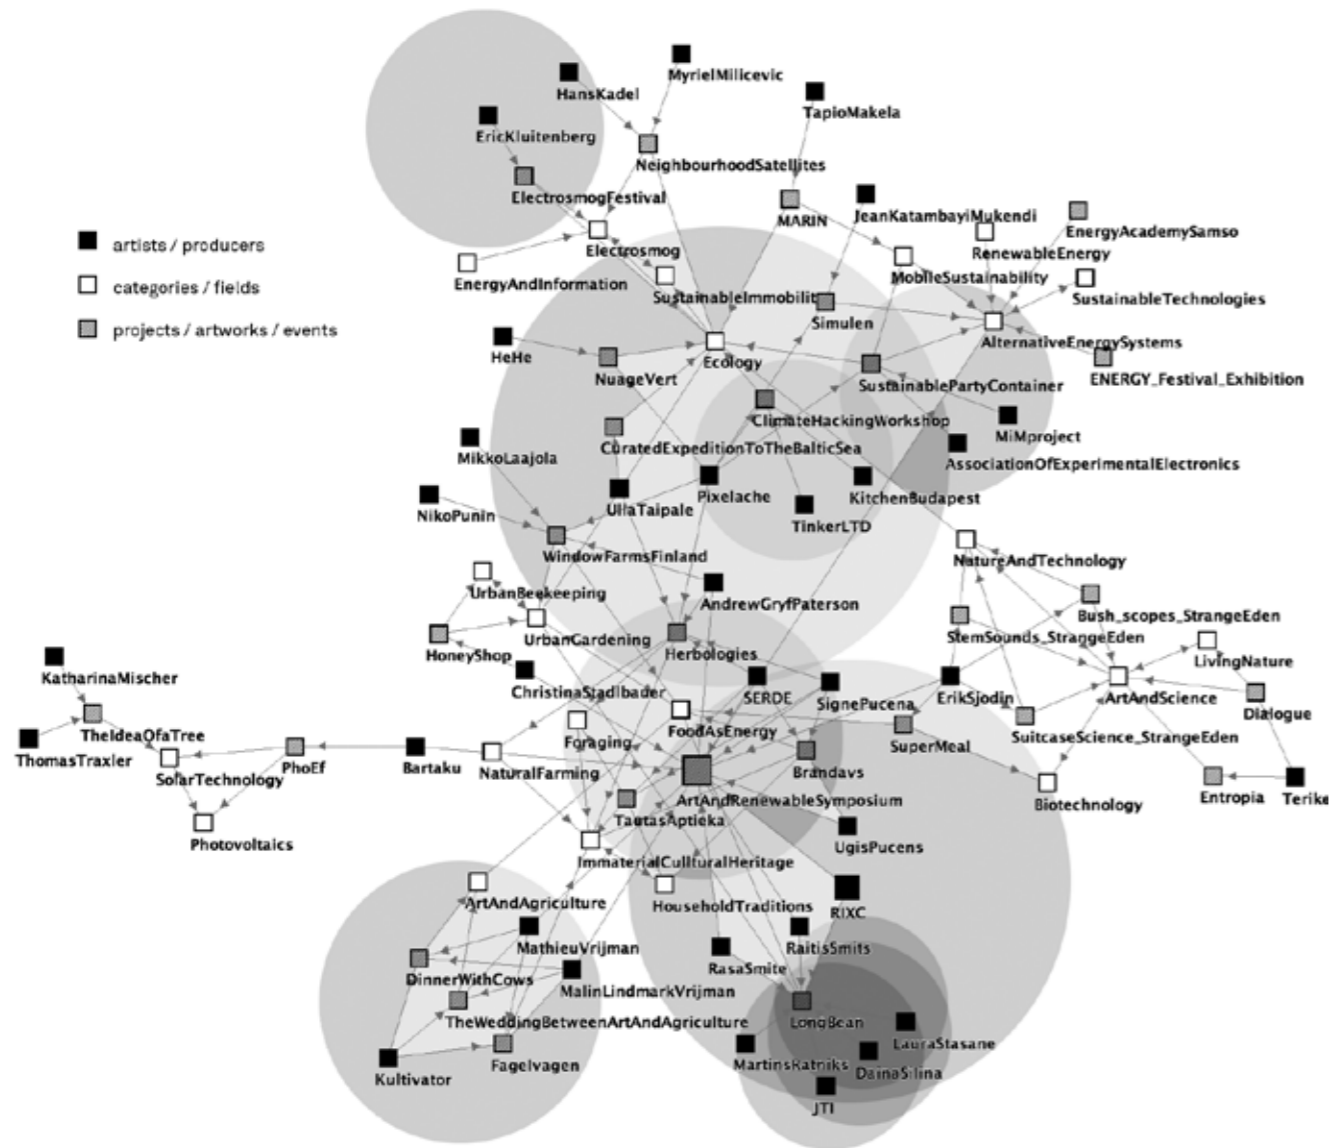 MyrielMilicevic
HansKadel
TapioMakela
EricKluitenberg
NeighbourhoodSatellites
ElectrosmogFestival
MARIN
JeanKatambayiMukendi
EnergyAcademySamso
artists / producers
Electrosmog
RenewableEnergy
EnergyAndInformation
MobileSustainability
categories / fields
SustainableImmobilit
SustainableTechnologies
projects / artworks / events
Simulen
AlternativeEnergySystems
HeHe
Ecology
NuageVert
SustainablePartyContainer
ENERGY_Festival_Exhibition
ClimateHackingWorkshop
MiMproject
CuratedExpeditionToTheBalticSea
MikkoLaajola
AssociationOfExperimentalElectronics
Pixelache
KitchenBudapest
NikoPunin
UllaTaipale
TinkerLTD
WindowFarmsFinland
NatureAndTechnology
UrbanBeekeeping
AndrewGryfPaterson
Bush_scopes_StrangeEden
UrbanGardening
StemSounds_StrangeEden
HoneyShop
Herbologies
LivingNature
KatharinaMischer
ChristinaStadlbader
SERDE
SignePucena
ErikSjodin
ArtAndScience
TheIdeaOfaTree
Foraging
FoodAsEnergy
Dialogue
ThomasTraxler
SuitcaseScience_StrangeEden
SuperMeal
SolarTechnology
PhoEf
Bartaku
NaturalFarming
Brandavs
ArtAndRenewableSymposium
Biotechnology
Entropia
Terike
TautasAptieka
Photovoltaics
UgisPucens
ImmaterialCulturalHeritage
ArtAndAgriculture
HouseholdTraditions
RIXC
MathieuVrijman
RaitisSmits
RasaSmite
DinnerWithCows
MalinLindmarkVrijman
TheWeddingBetweenArtAndAgriculture
LongBean
LauraStasane
Fagelvagen
MartinsRatniks
DainaSilina
Kultivator
JTI